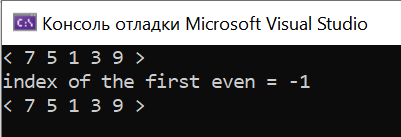 C:\ Консоль отладки Microsoft Visual Studio
< 7 5 1 3 9 >
index of the first even = -1
< 7 5 1 3 9 >